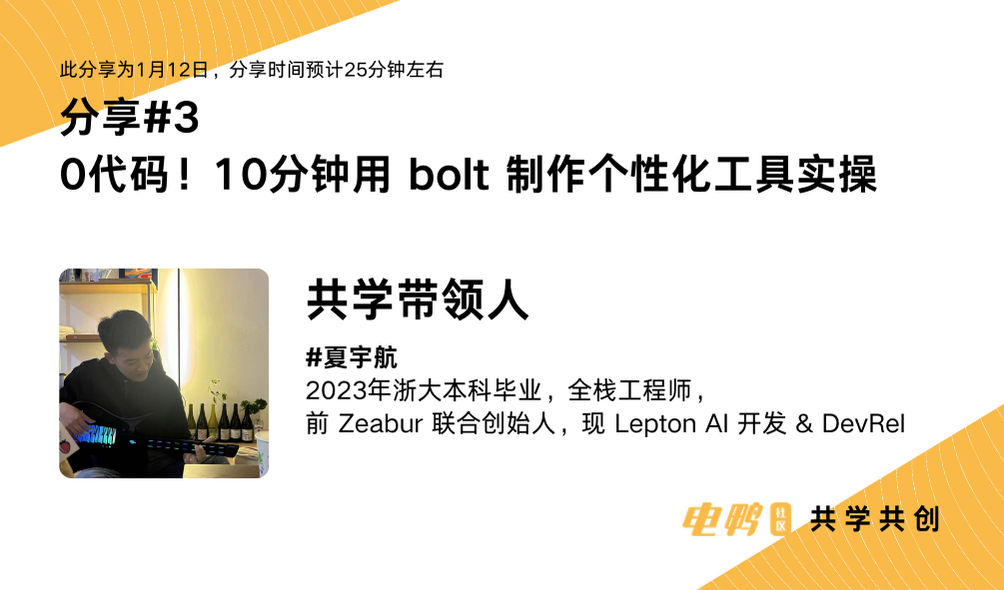 此分享为1月12日，分享时间预计25分钟左右
分享#3
0代码！10分钟用 bolt 制作个性化工具实操
共学带领人
#夏宇航
2023年浙大本科毕业，全栈工程师，
前 Zeabur 联合创始人，现 Lepton AI 开发 & DevRel
电鸭 社区 共学共创